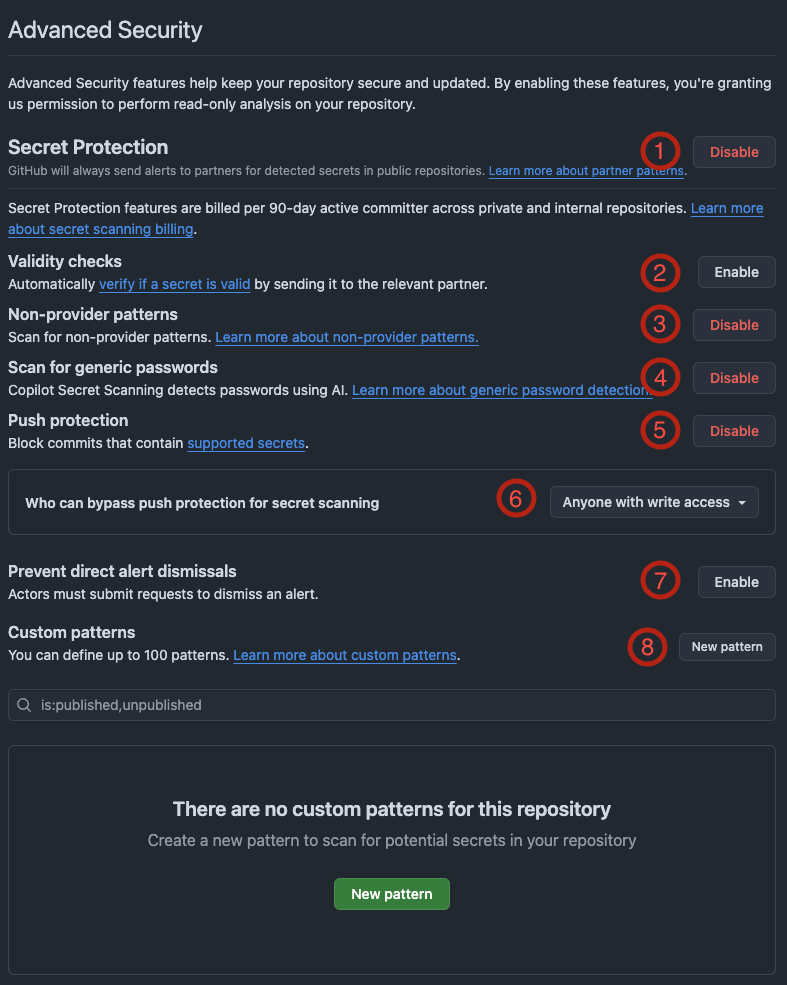 Advanced Security
Advanced Security features help keep your repository secure and updated. By enabling these features, you're granting
us permission to perform read-only analysis on your repository.
Secret Protection
1
Disable
GitHub will always send alerts to partners for detected secrets in public repositories. Learn more about partner patterns.
Secret Protection features are billed per 90-day active committer across private and internal repositories. Learn more
about secret scanning billing.
Validity checks
2
Enable
Automatically verify if a secret is valid by sending it to the relevant partner.
Non-provider patterns
3
Disable
Scan for non-provider patterns. Learn more about non-provider patterns.
Scan for generic passwords
4
Disable
Copilot Secret Scanning detects passwords using AI. Learn more about generic password detection.
Push protection
5
Disable
Block commits that contain supported secrets.
Who can bypass push protection for secret scanning
6
Anyone with write access
Prevent direct alert dismissals
7
Enable
Actors must submit requests to dismiss an alert.
Custom patterns
8
New pattern
You can define up to 100 patterns. Learn more about custom patterns.
is:published,unpublished
There are no custom patterns for this repository
Create a new pattern to scan for potential secrets in your repository
New pattern